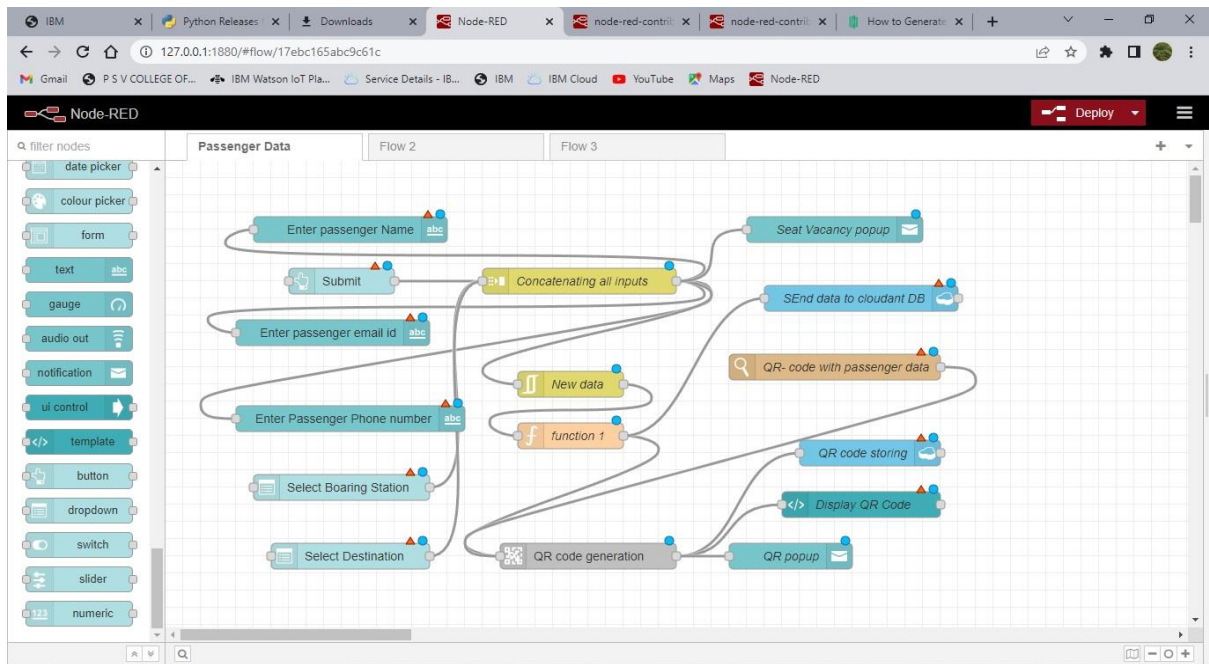 IBM
Python Releases
Downloads
Node-RED
node-red-contrib
node-red-contrib
How to Generate
127.0.0.1:1880/#flow/17ebc165abc9c61c
Gmail P S V COLLEGE OF... IBM Watson IoT Pla... Service Details - IB... IBM IBM Cloud YouTube Maps Node-RED
Node-RED
Deploy
filter nodes
Passenger Data
Flow 2
Flow 3
date picker
colour picker
form
text abc
gauge
audio out
notification
ui control
</> template
button
dropdown
switch
slider
123 numeric
Enter passenger Name abc
Submit
Enter passenger email id abc
Enter Passenger Phone number abc
Select Boaring Station
Select Destination
Concatenating all inputs
New data
f function 1
QR code generation
Seat Vacancy popup
SEnd data to cloudant DB
QR- code with passenger data
QR code storing
</> Display QR Code
QR popup